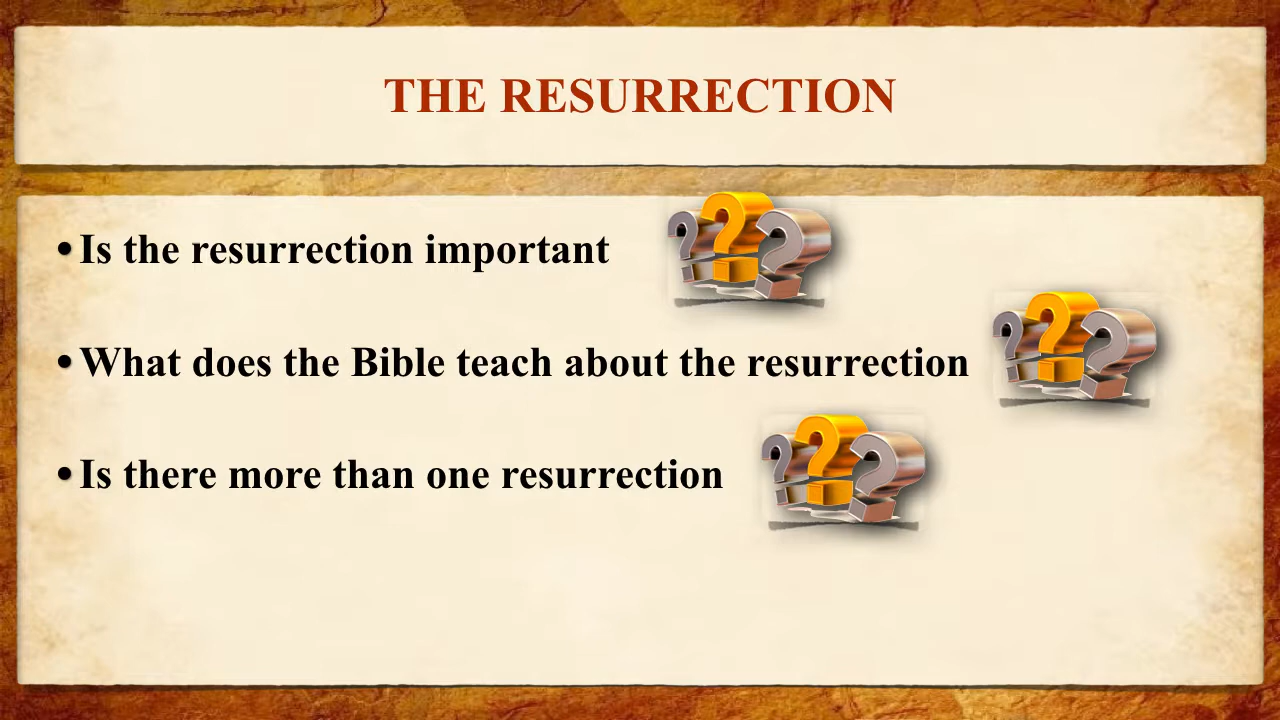 THE RESURRECTION
• Is the resurrection important
• What does the Bible teach about the resurrection
• Is there more than one resurrection